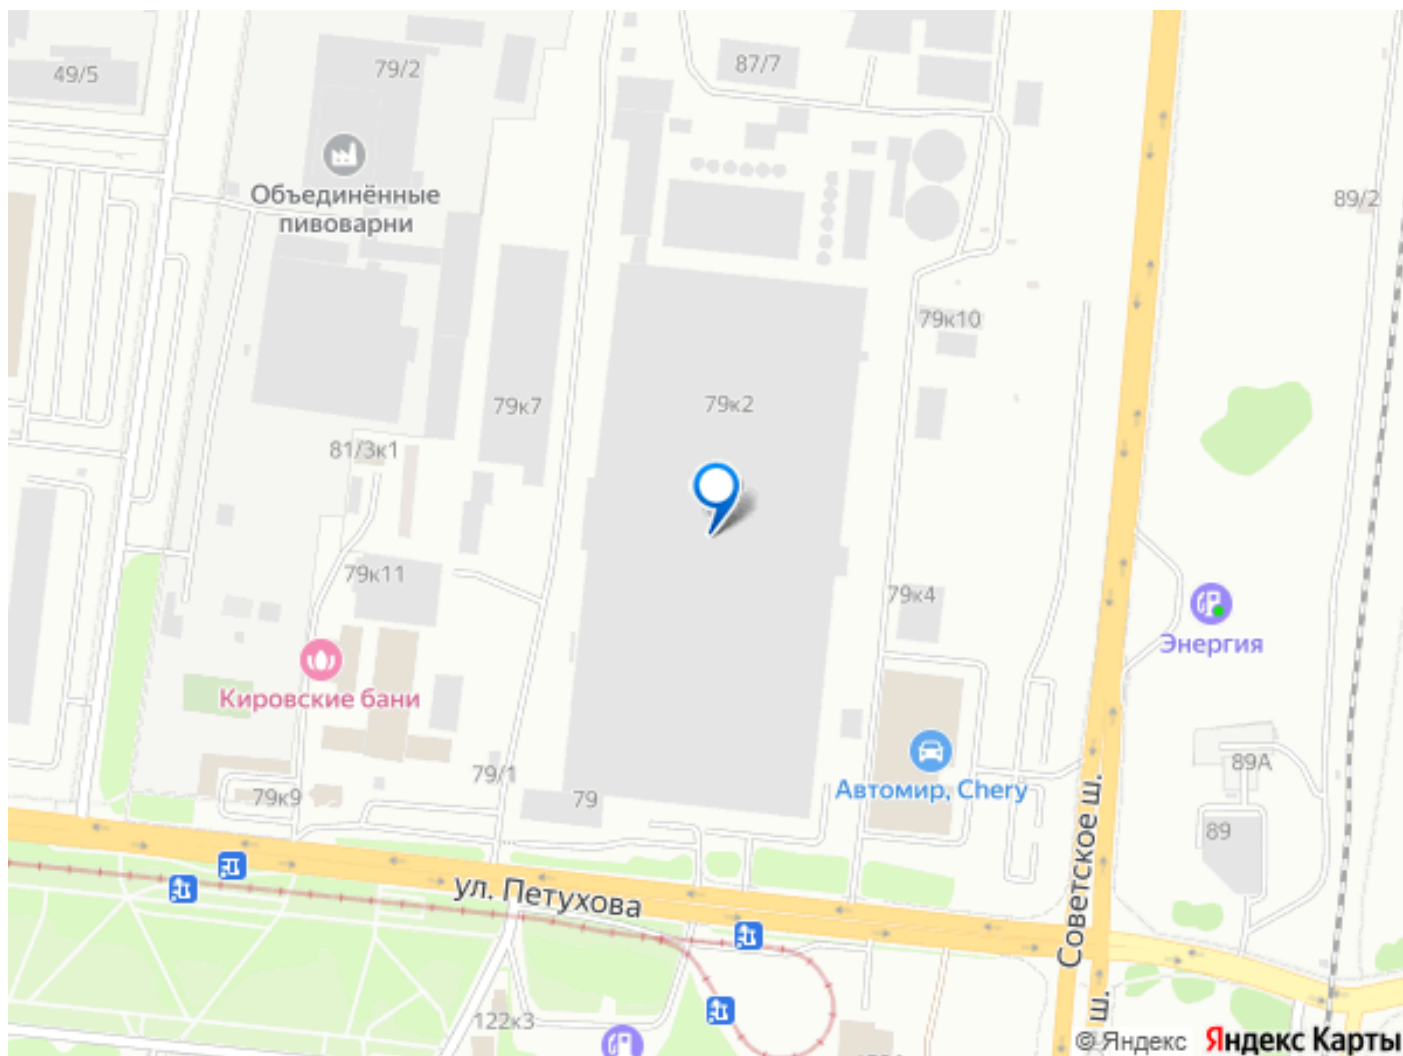 49/5
79/2
87/7
Объединённые
пивоварни
89/2
79к10
79к7
79к2
81/3к1
79к11
79к4
Энергия
Кировские бани
Автомир, Chery
79/1
79
79к9
89А
89
ул. Петухова
Советское ш.
ш.
122к3
© Яндекс
Яндекс Карты